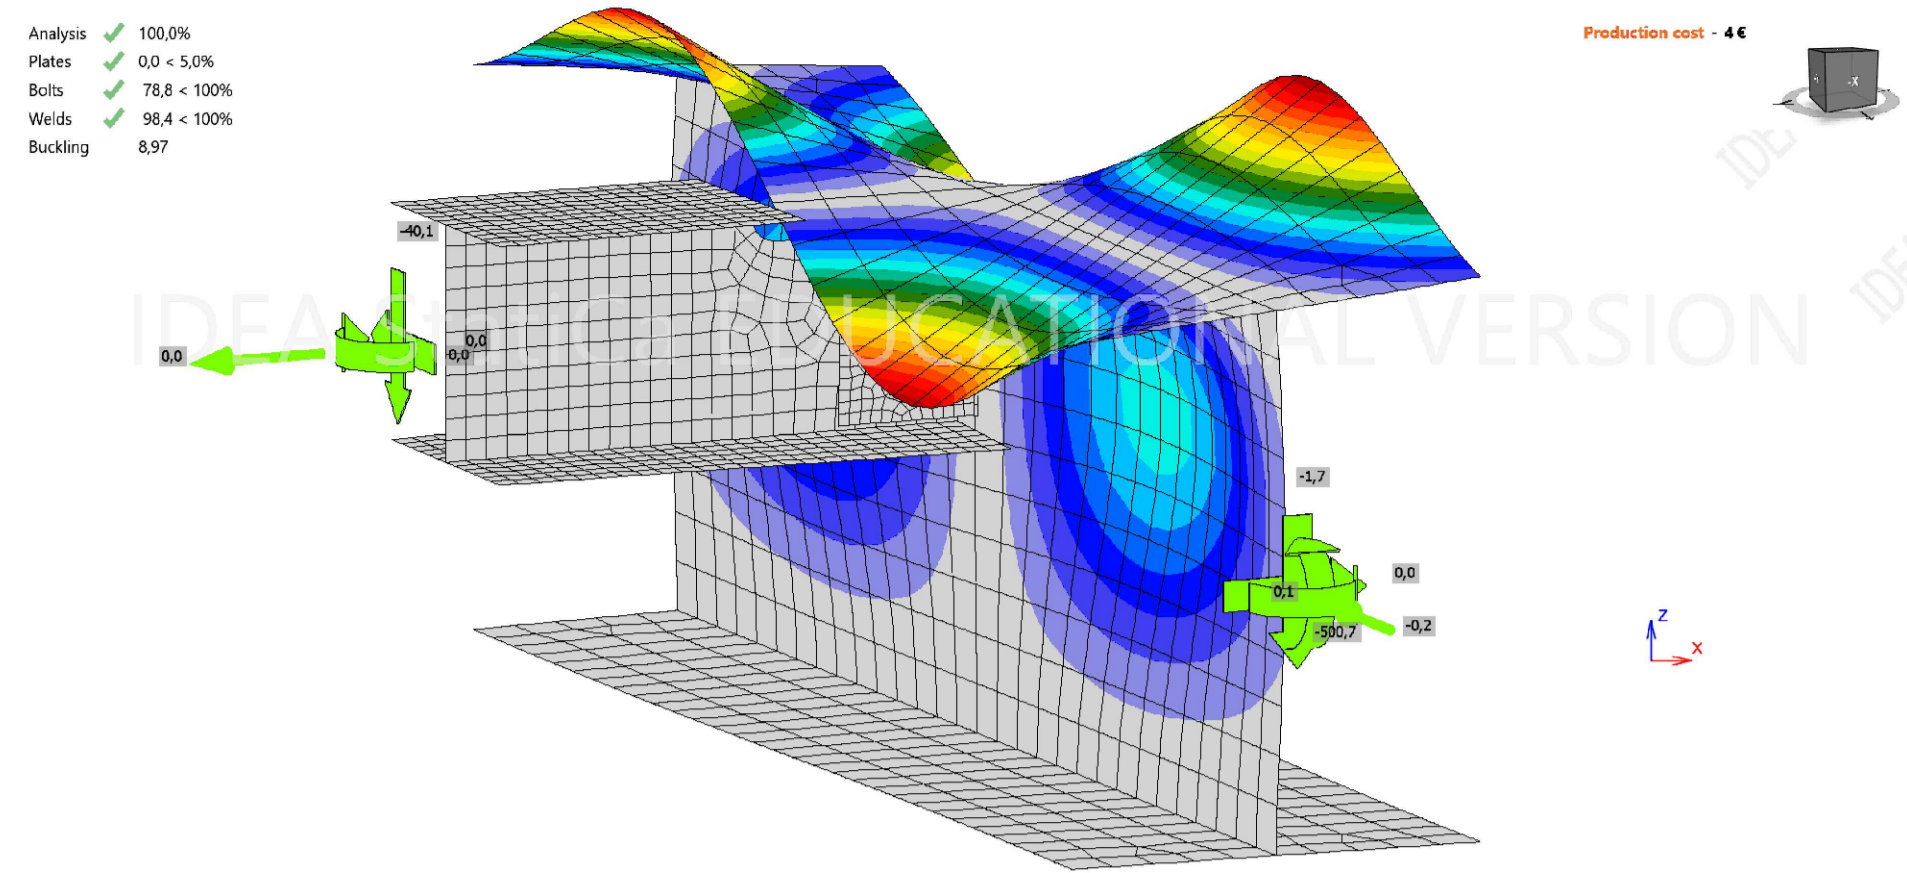 Analysis 100,0%
Plates 0,0 < 5,0%
Bolts 78,8 < 100%
Welds 98,4 < 100%
Buckling 8,97
Production cost - 4 €
-X
-40,1
0,0
0,0
0,0
IDEA StatiCa EDUCATIONAL VERSION
IDE
IDE
-1,7
0,0
0,1
-0,2
-500,7
Z
X